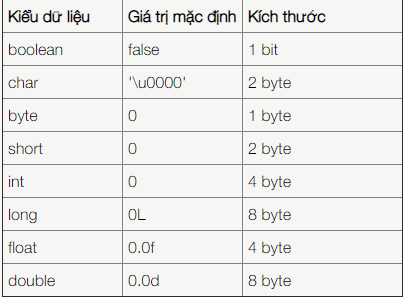 Kiểu dữ liệu Giá trị mặc định Kích thước
boolean false 1 bit
char '\u0000' 2 byte
byte 0 1 byte
short 0 2 byte
int 0 4 byte
long 0L 8 byte
float 0.0f 4 byte
double 0.0d 8 byte